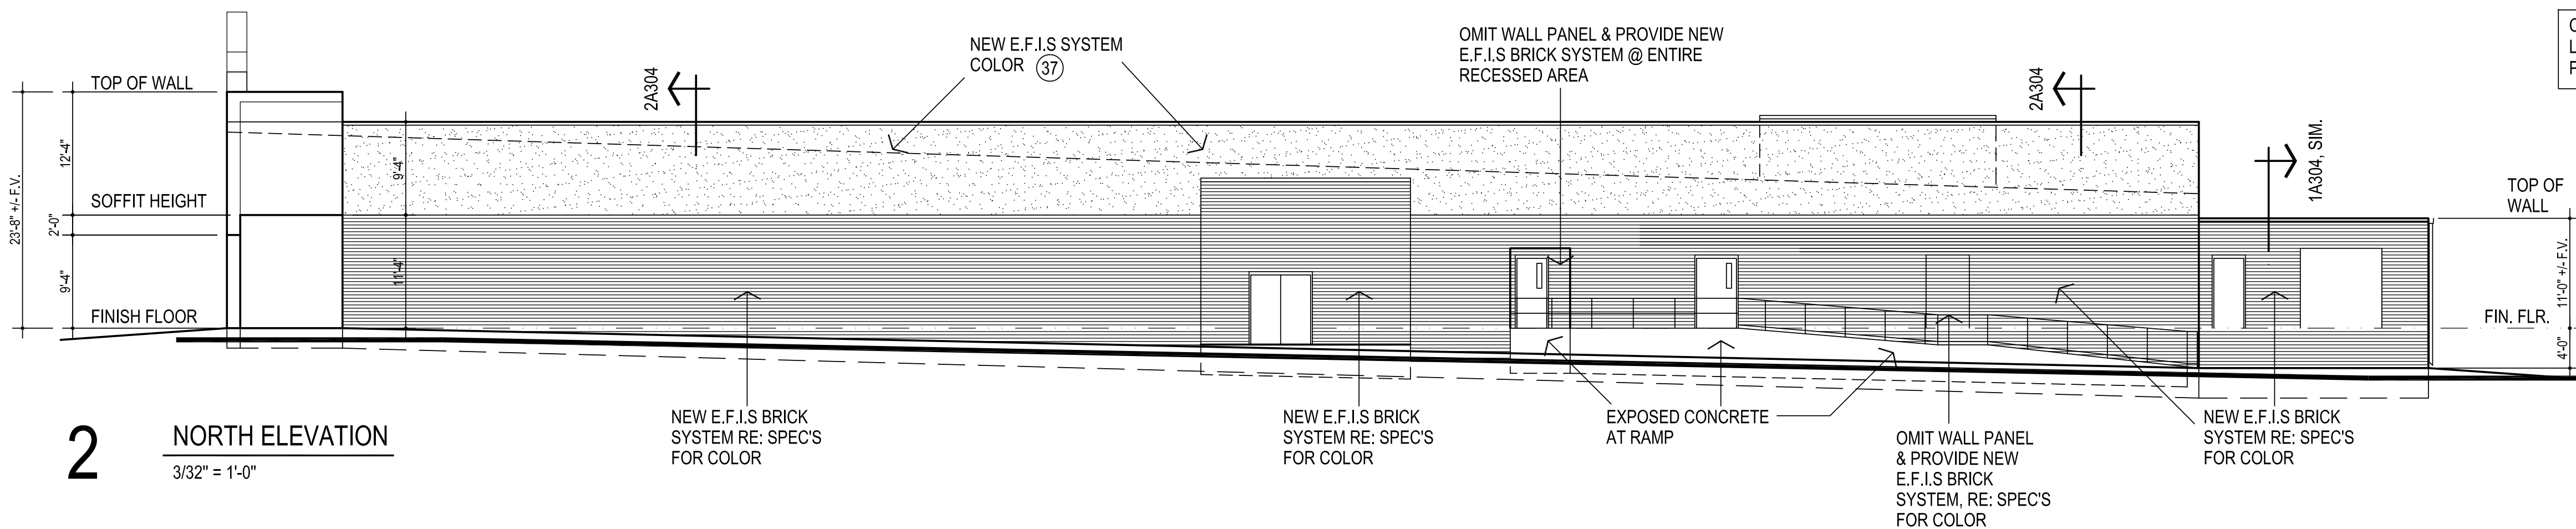 TOP OF WALL
12'-4"
23'-8" +/- F.V.
SOFFIT HEIGHT
2'-0"
9'-4"
FINISH FLOOR
9'-4"
11'-4"
2A304
NEW E.F.I.S SYSTEM
COLOR 37
OMIT WALL PANEL & PROVIDE NEW
E.F.I.S BRICK SYSTEM @ ENTIRE
RECESSED AREA
2A304
1A304, SIM.
TOP OF
WALL
11'-0" +/- F.V.
FIN. FLR.
4'-0"
NEW E.F.I.S BRICK
SYSTEM RE: SPEC'S
FOR COLOR
NEW E.F.I.S BRICK
SYSTEM RE: SPEC'S
FOR COLOR
EXPOSED CONCRETE
AT RAMP
OMIT WALL PANEL
& PROVIDE NEW
E.F.I.S BRICK
SYSTEM, RE: SPEC'S
FOR COLOR
NEW E.F.I.S BRICK
SYSTEM RE: SPEC'S
FOR COLOR
2
NORTH ELEVATION
3/32" = 1'-0"